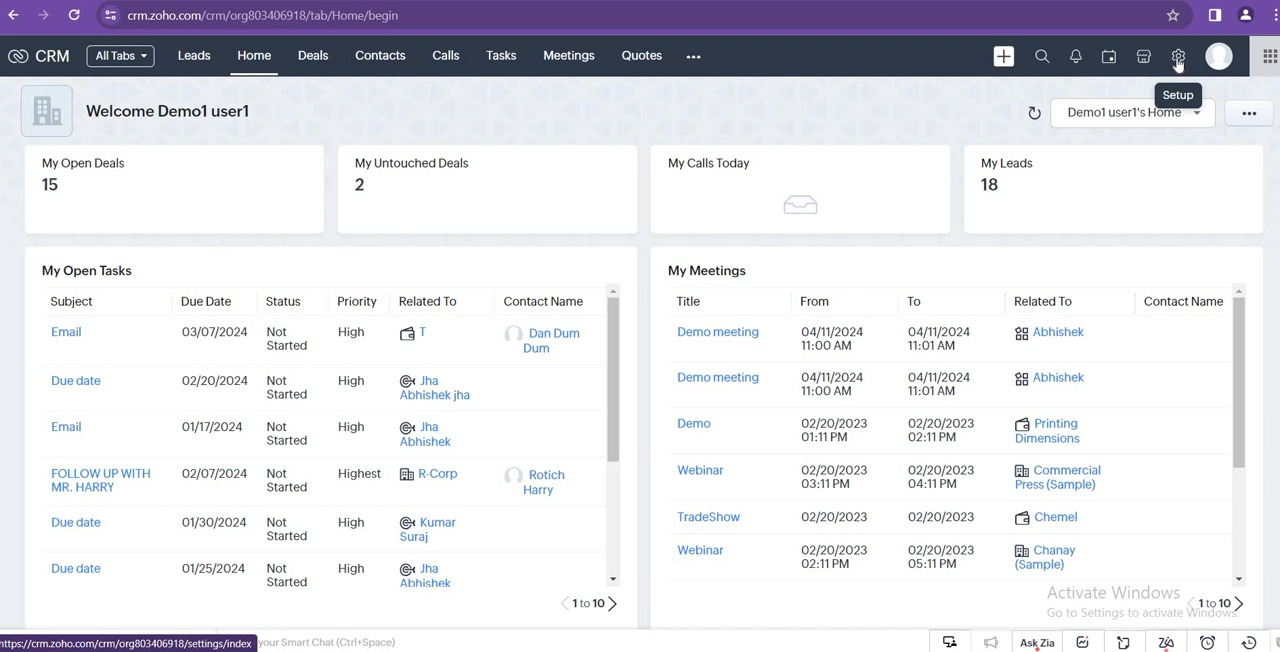 crm.zoho.com/crm/org803406918/tab/Home/begin
CRM All Tabs Leads Home Deals Contacts Calls Tasks Meetings Quotes
Setup
Welcome Demo1 user1
Demo1 user1's Home
My Open Deals
15
My Untouched Deals
2
My Calls Today
My Leads
18
My Open Tasks
Subject Due Date Status Priority Related To Contact Name
Email 03/07/2024 Not Started High T Dan Dum Dum
Due date 02/20/2024 Not Started High Jha Abhishek jha
Email 01/17/2024 Not Started High Jha Abhishek
FOLLOW UP WITH MR. HARRY 02/07/2024 Not Started Highest R-Corp Rotich Harry
Due date 01/30/2024 Not Started High Kumar Suraj
Due date 01/25/2024 Not Started High Jha Abhishek
1 to 10
My Meetings
Title From To Related To Contact Name
Demo meeting 04/11/2024 11:00 AM 04/11/2024 11:01 AM Abhishek
Demo meeting 04/11/2024 11:00 AM 04/11/2024 11:01 AM Abhishek
Demo 02/20/2023 01:11 PM 02/20/2023 02:11 PM Printing Dimensions
Webinar 02/20/2023 03:11 PM 02/20/2023 04:11 PM Commercial Press (Sample)
TradeShow 02/20/2023 02/20/2023 Chemel
Webinar 02/20/2023 02:11 PM 02/20/2023 05:11 PM Chanay (Sample)
Activate Windows
Go to Settings to activate Windows.
1 to 10
https://crm.zoho.com/crm/org803406918/settings/index
your Smart Chat (Ctrl+Space)
Ask Zia